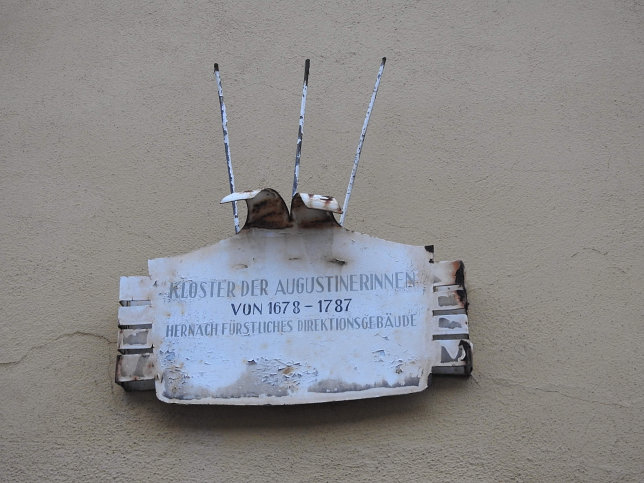 KLOSTER DER AUGUSTINERINNEN
VON 1678 - 1787
HERNACH FÜRSTLICHES DIREKTIONSGEBÄUDE